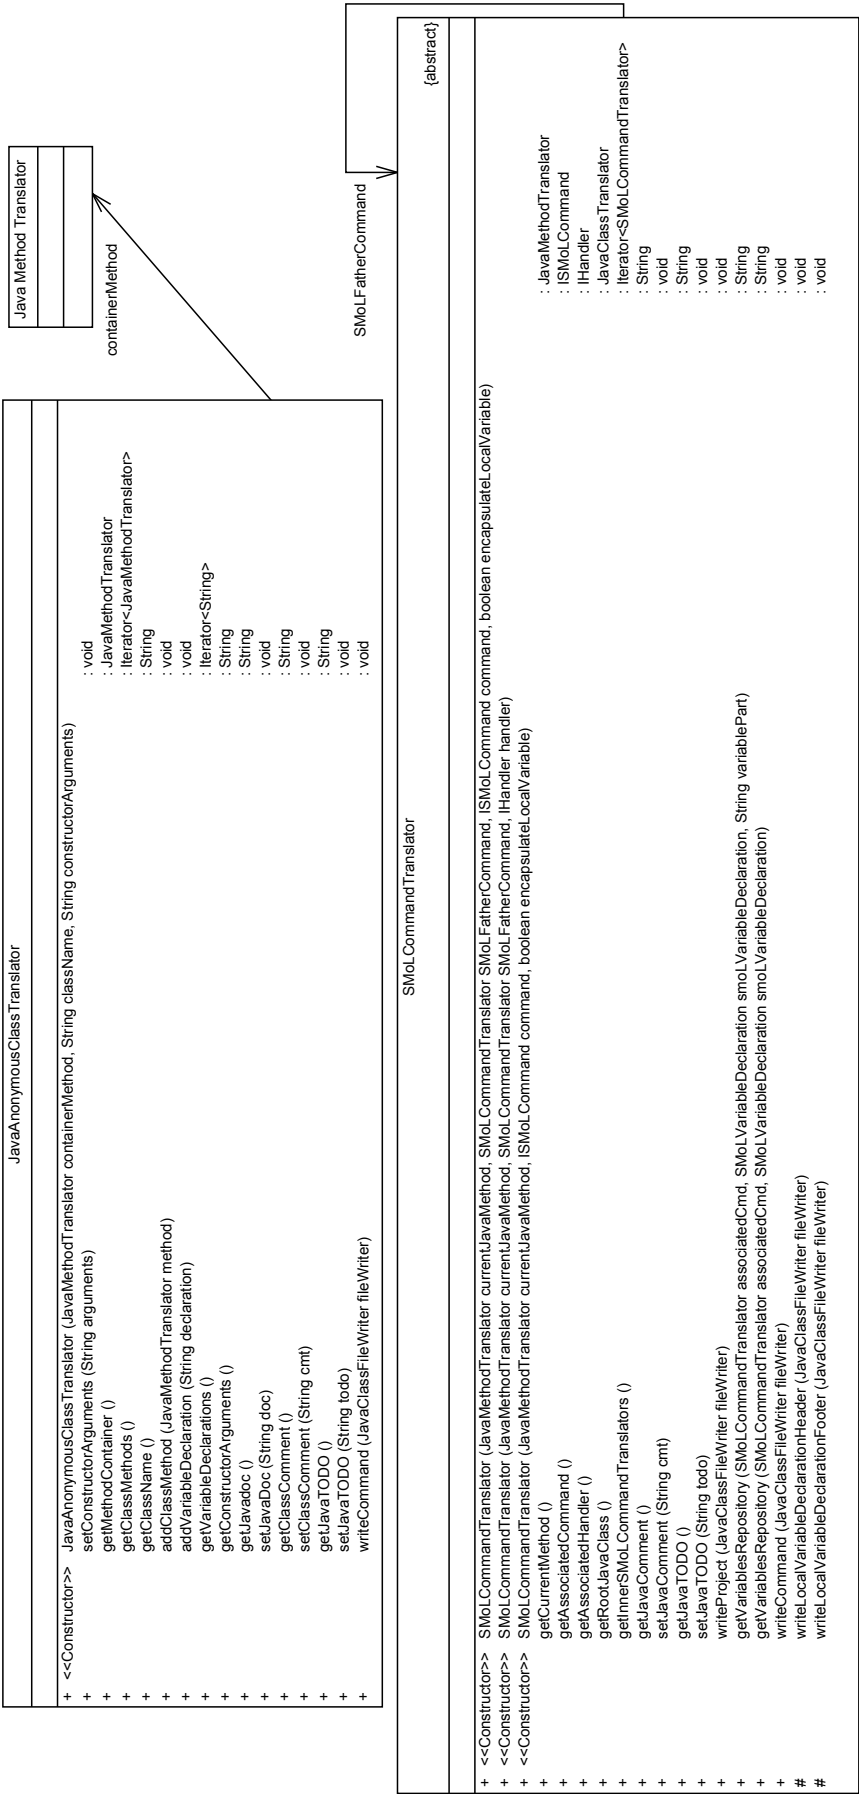 JavaAnonymousClassTranslator
+ <<Constructor>> JavaAnonymousClassTranslator (JavaMethodTranslator containerMethod, String className, String constructorArguments)
+ setConstructorArguments (String arguments) : void
+ getMethodContainer () : JavaMethodTranslator
+ getClassMethods () : Iterator<JavaMethodTranslator>
+ getClassName () : String
+ addClassMethod (JavaMethodTranslator method) : void
+ addVariableDeclaration (String declaration) : void
+ getVariableDeclarations () : Iterator<String>
+ getConstructorArguments () : String
+ getJavadoc () : String
+ setJavaDoc (String doc) : void
+ getClassComment () : String
+ setClassComment (String cmt) : void
+ getJavaTODO () : String
+ setJavaTODO (String todo) : void
+ writeCommand (JavaClassFileWriter fileWriter) : void
Java Method Translator
containerMethod
SMoLFatherCommand
SMoLCommandTranslator
{abstract}
+ <<Constructor>> SMoLCommandTranslator (JavaMethodTranslator currentJavaMethod, SMoLCommandTranslator SMoLFatherCommand, ISMoLCommand command, boolean encapsulateLocalVariable)
+ <<Constructor>> SMoLCommandTranslator (JavaMethodTranslator currentJavaMethod, SMoLCommandTranslator SMoLFatherCommand, IHandler handler)
+ <<Constructor>> SMoLCommandTranslator (JavaMethodTranslator currentJavaMethod, ISMoLCommand command, boolean encapsulateLocalVariable)
+ getCurrentMethod () : JavaMethodTranslator
+ getAssociatedCommand () : ISMoLCommand
+ getAssociatedHandler () : IHandler
+ getRootJavaClass () : JavaClassTranslator
+ getInnerSMoLCommandTranslators () : Iterator<SMoLCommandTranslator>
+ getJavaComment () : String
+ setJavaComment (String cmt) : void
+ getJavaTODO () : String
+ setJavaTODO (String todo) : void
+ writeProject (JavaClassFileWriter fileWriter) : void
+ getVariablesRepository (SMoLCommandTranslator associatedCmd, SMoLVariableDeclaration smoLVariableDeclaration, String variablePart) : String
+ getVariablesRepository (SMoLCommandTranslator associatedCmd, SMoLVariableDeclaration smoLVariableDeclaration) : String
+ writeCommand (JavaClassFileWriter fileWriter) : void
# writeLocalVariableDeclarationHeader (JavaClassFileWriter fileWriter) : void
# writeLocalVariableDeclarationFooter (JavaClassFileWriter fileWriter) : void